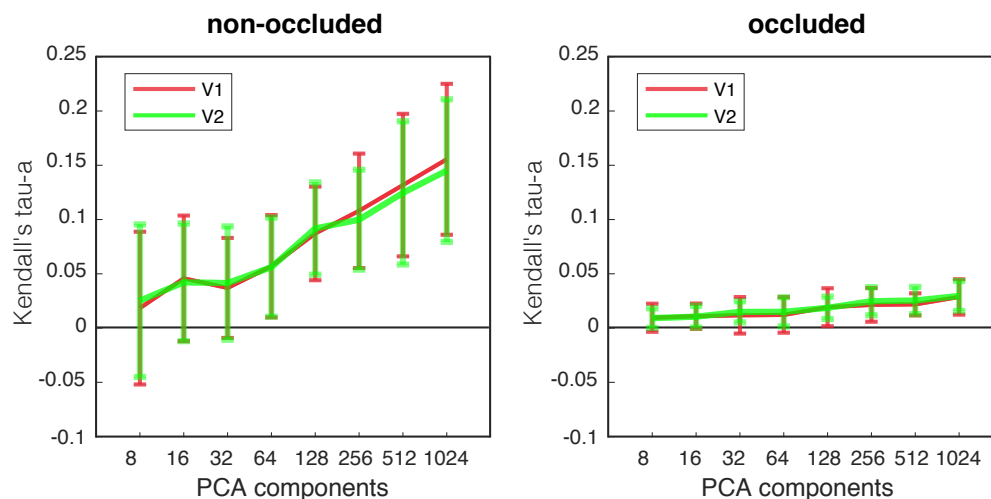 non-occluded
Kendall's tau-a
0.25
0.2
0.15
0.1
0.05
0
-0.05
-0.1
V1
V2
8 16 32 64 128 256 512 1024
PCA components
occluded
Kendall's tau-a
0.25
0.2
0.15
0.1
0.05
0
-0.05
-0.1
V1
V2
8 16 32 64 128 256 512 1024
PCA components